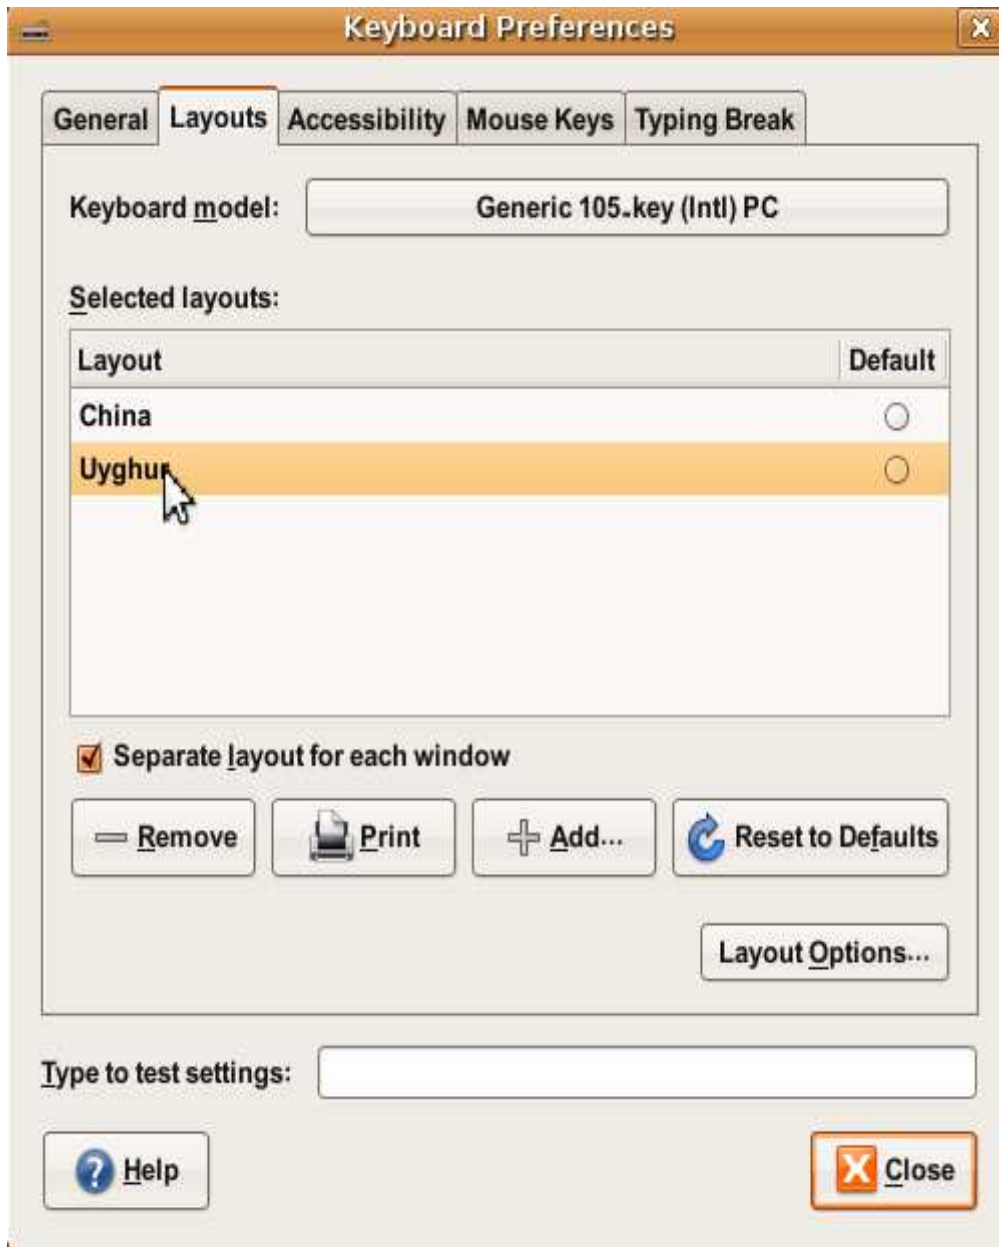 Keyboard Preferences
General Layouts Accessibility Mouse Keys Typing Break
Keyboard model: Generic 105-key (Intl) PC
Selected layouts:
Layout Default
China
Uyghur
Separate layout for each window
Remove Print Add... Reset to Defaults
Layout Options...
Type to test settings:
Help Close